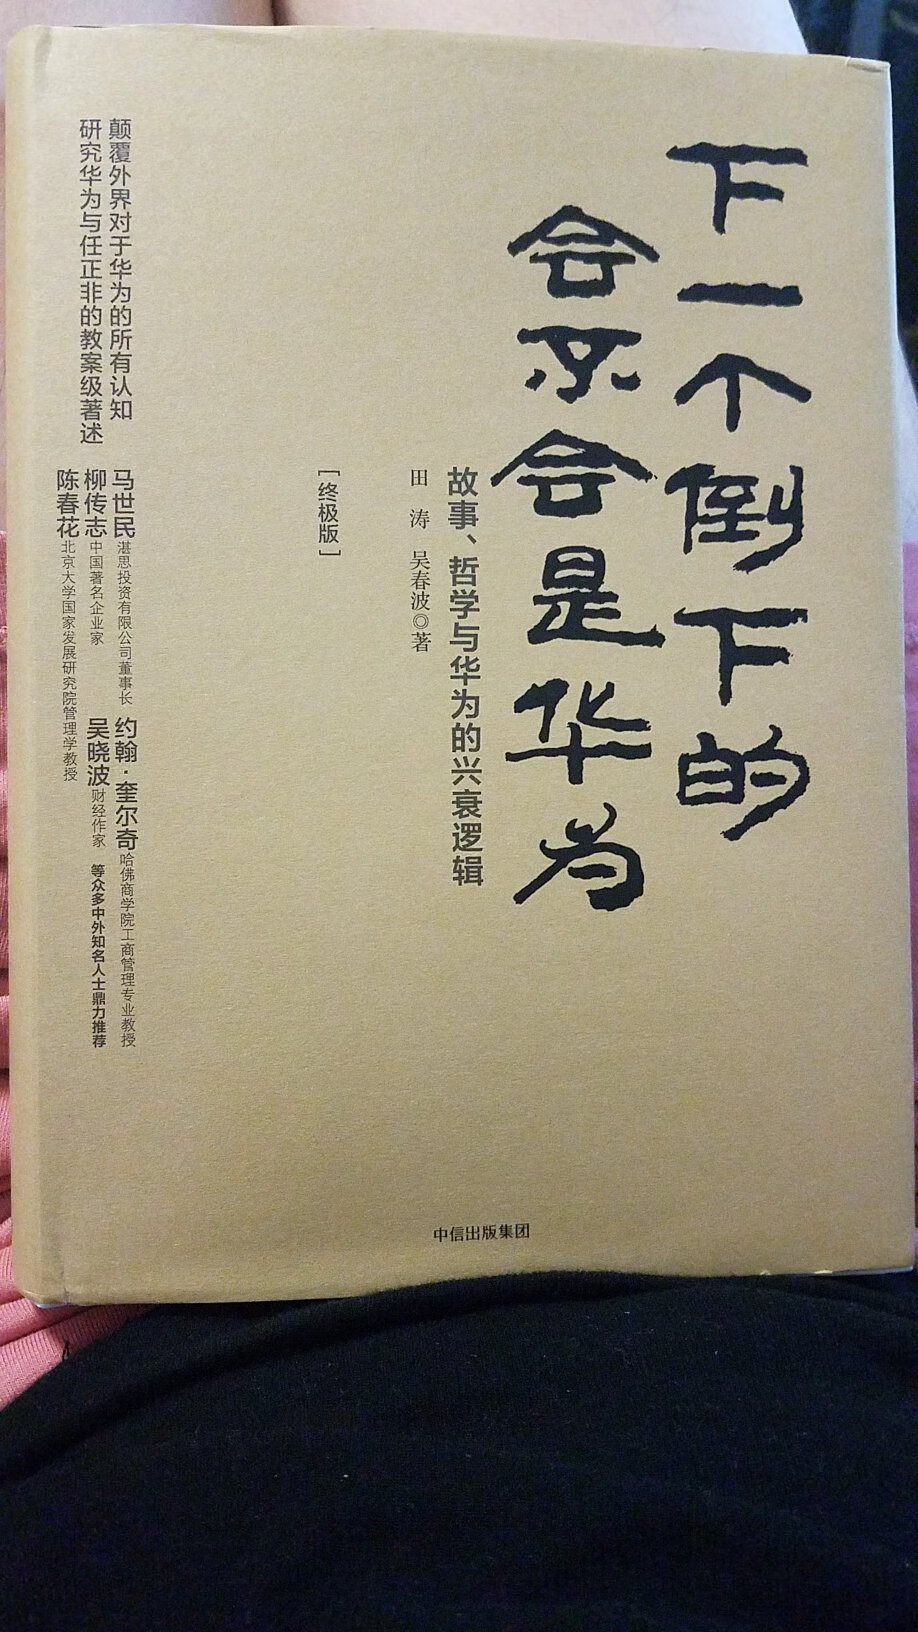 下一个倒下的
会不会是华为
故事、哲学与华为的兴衰逻辑
田 涛 吴春波◎著
[终极版]
颠覆外界对于华为的所有认知
研究华为与任正非的教案级著述
马世民 湛思投资有限公司董事长 约翰·奎尔奇 哈佛商学院工商管理专业教授
柳传志 中国著名企业家 吴晓波 财经作家 等众多中外知名人士鼎力推荐
陈春花 北京大学国家发展研究院管理学教授
中信出版集团